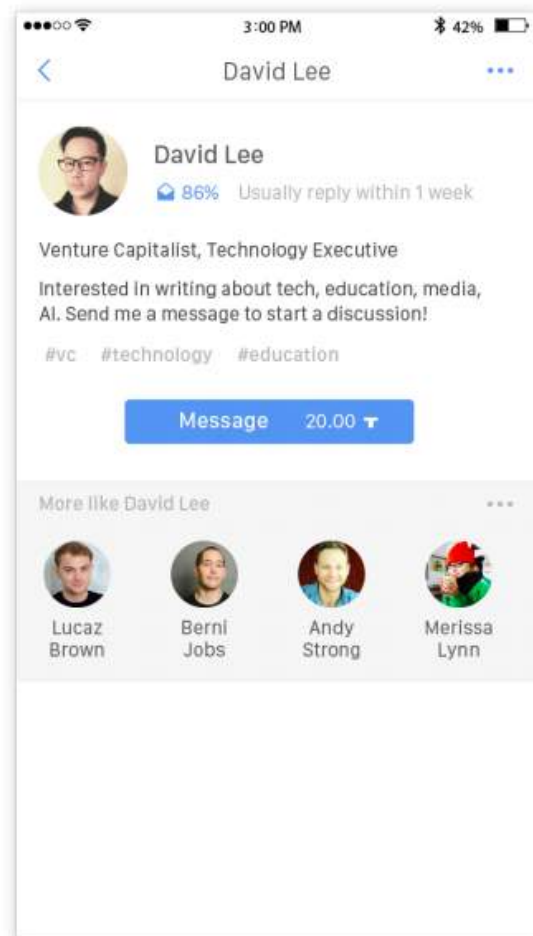 3:00 PM 42%
David Lee
David Lee
86% Usually reply within 1 week
Venture Capitalist, Technology Executive
Interested in writing about tech, education, media,
AI. Send me a message to start a discussion!
#vc #technology #education
Message 20.00
More like David Lee
Lucaz Berni Andy Merissa
Brown Jobs Strong Lynn